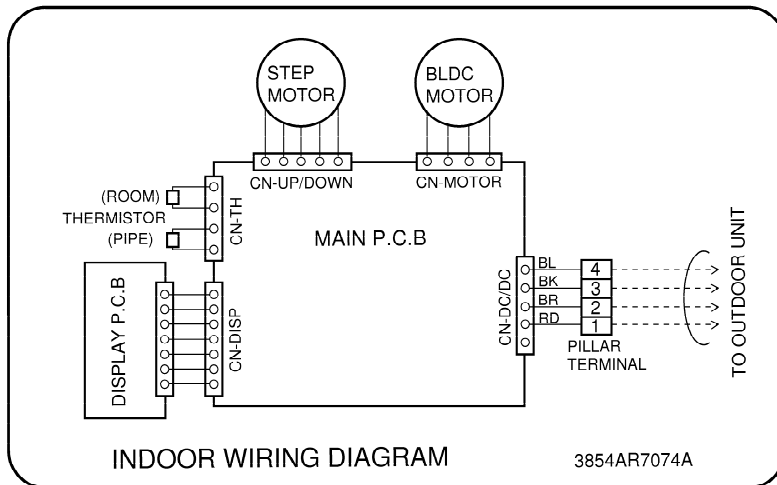 STEP
MOTOR
BLDC
MOTOR
CN-UP/DOWN
CN-MOTOR
(ROOM)
THERMISTOR
(PIPE)
CN-TH
MAIN P.C.B
DISPLAY P.C.B
CN-DISP
CN-DC/DC
BL
4
BK
3
BR
2
RD
1
PILLAR
TERMINAL
TO OUTDOOR UNIT
INDOOR WIRING DIAGRAM
3854AR7074A